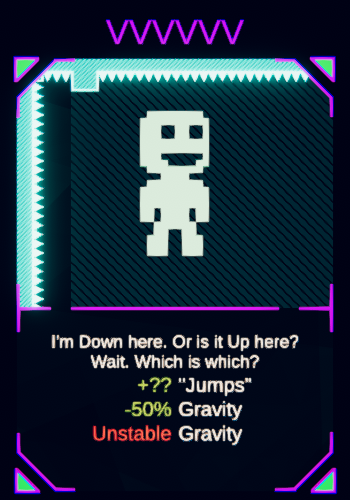 VVVVVV
I'm Down here. Or is it Up here?
Wait. Which is which?
+?? "Jumps"
-50% Gravity
Unstable Gravity